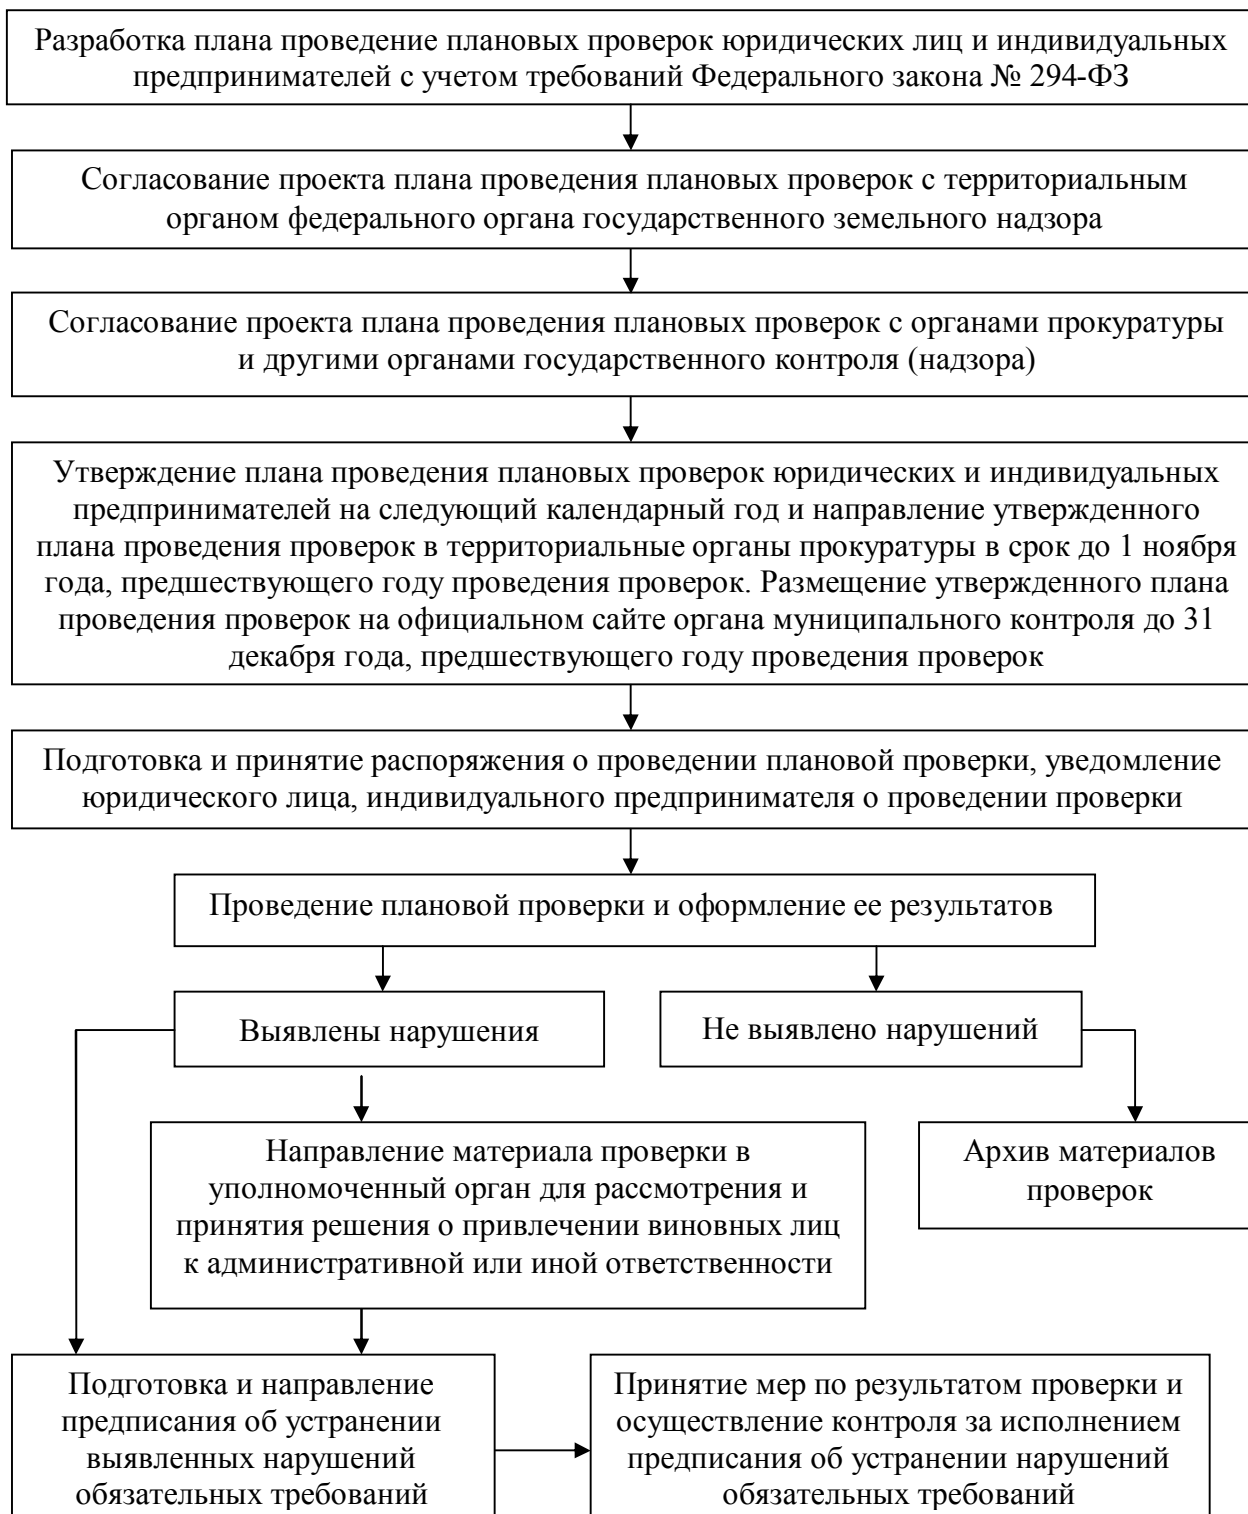 Разработка плана проведение плановых проверок юридических лиц и индивидуальных
предпринимателей с учетом требований Федерального закона № 294-ФЗ
Согласование проекта плана проведения плановых проверок с территориальным
органом федерального органа государственного земельного надзора
Согласование проекта плана проведения плановых проверок с органами прокуратуры
и другими органами государственного контроля (надзора)
Утверждение плана проведения плановых проверок юридических и индивидуальных
предпринимателей на следующий календарный год и направление утвержденного
плана проведения проверок в территориальные органы прокуратуры в срок до 1 ноября
года, предшествующего году проведения проверок. Размещение утвержденного плана
проведения проверок на официальном сайте органа муниципального контроля до 31
декабря года, предшествующего году проведения проверок
Подготовка и принятие распоряжения о проведении плановой проверки, уведомление
юридического лица, индивидуального предпринимателя о проведении проверки
Проведение плановой проверки и оформление ее результатов
Выявлены нарушения
Не выявлено нарушений
Направление материала проверки в
уполномоченный орган для рассмотрения и
принятия решения о привлечении виновных лиц
к административной или иной ответственности
Архив материалов
проверок
Подготовка и направление
предписания об устранении
выявленных нарушений
обязательных требований
Принятие мер по результатом проверки и
осуществление контроля за исполнением
предписания об устранении нарушений
обязательных требований